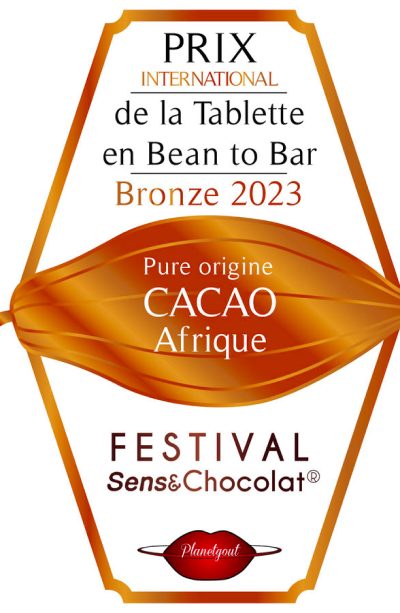 PRIX
INTERNATIONAL
de la Tablette
en Bean to Bar
Bronze 2023
Pure origine
CACAO
Afrique
FESTIVAL
Sens&Chocolat®
Planetgout